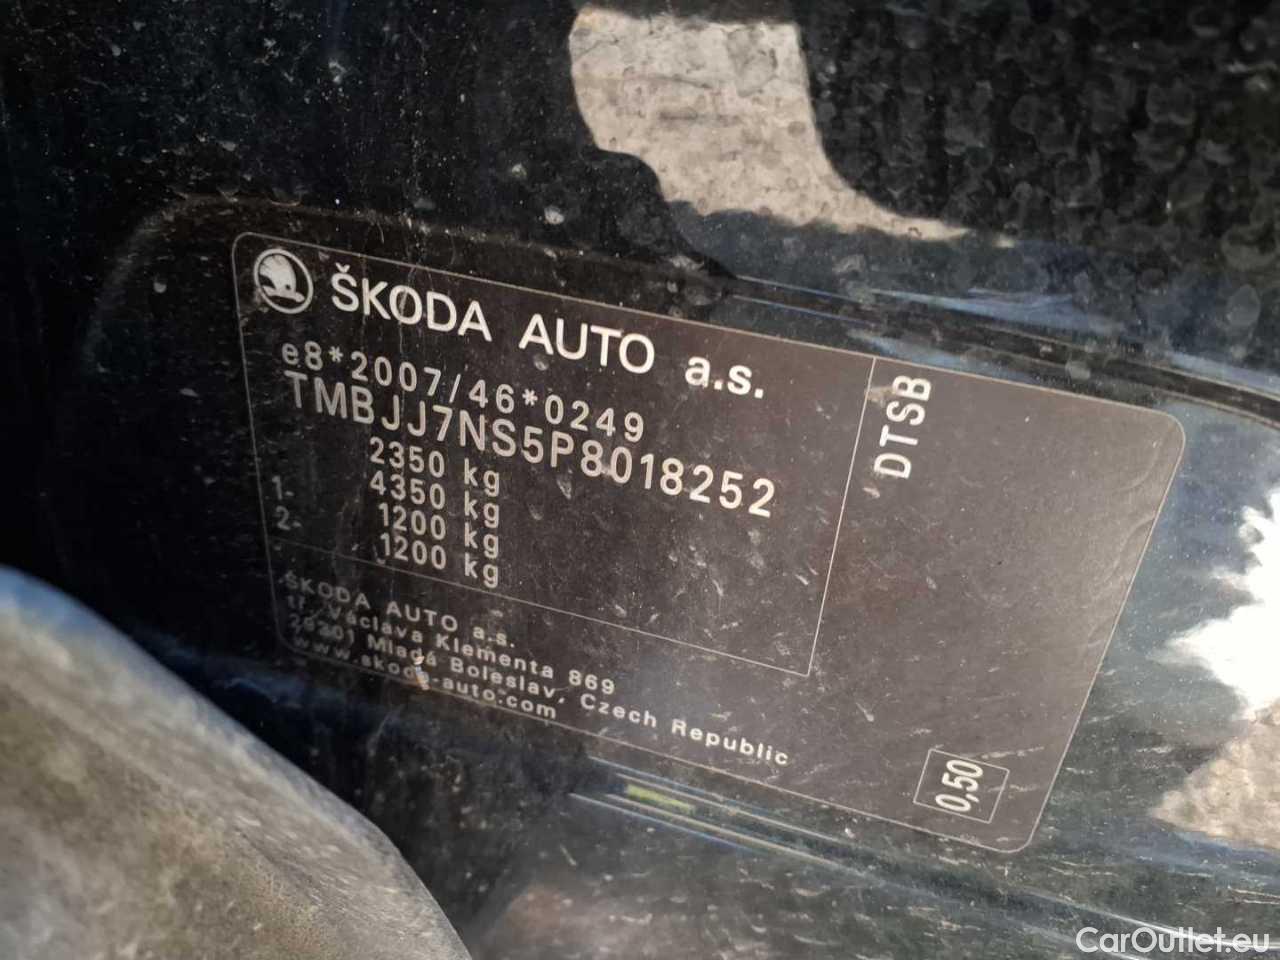 ŠKODA AUTO a.s.
e8*2007/46*0249
TMBJJ7NS5P8018252
2350 kg
4350 kg
1- 1200 kg
2- 1200 kg
DTSB
ŠKODA AUTO a.s.
tř. Václava Klementa 869
29301 Mladá Boleslav, Czech Republic
www.skoda-auto.com
0,50
CarOutlet.eu